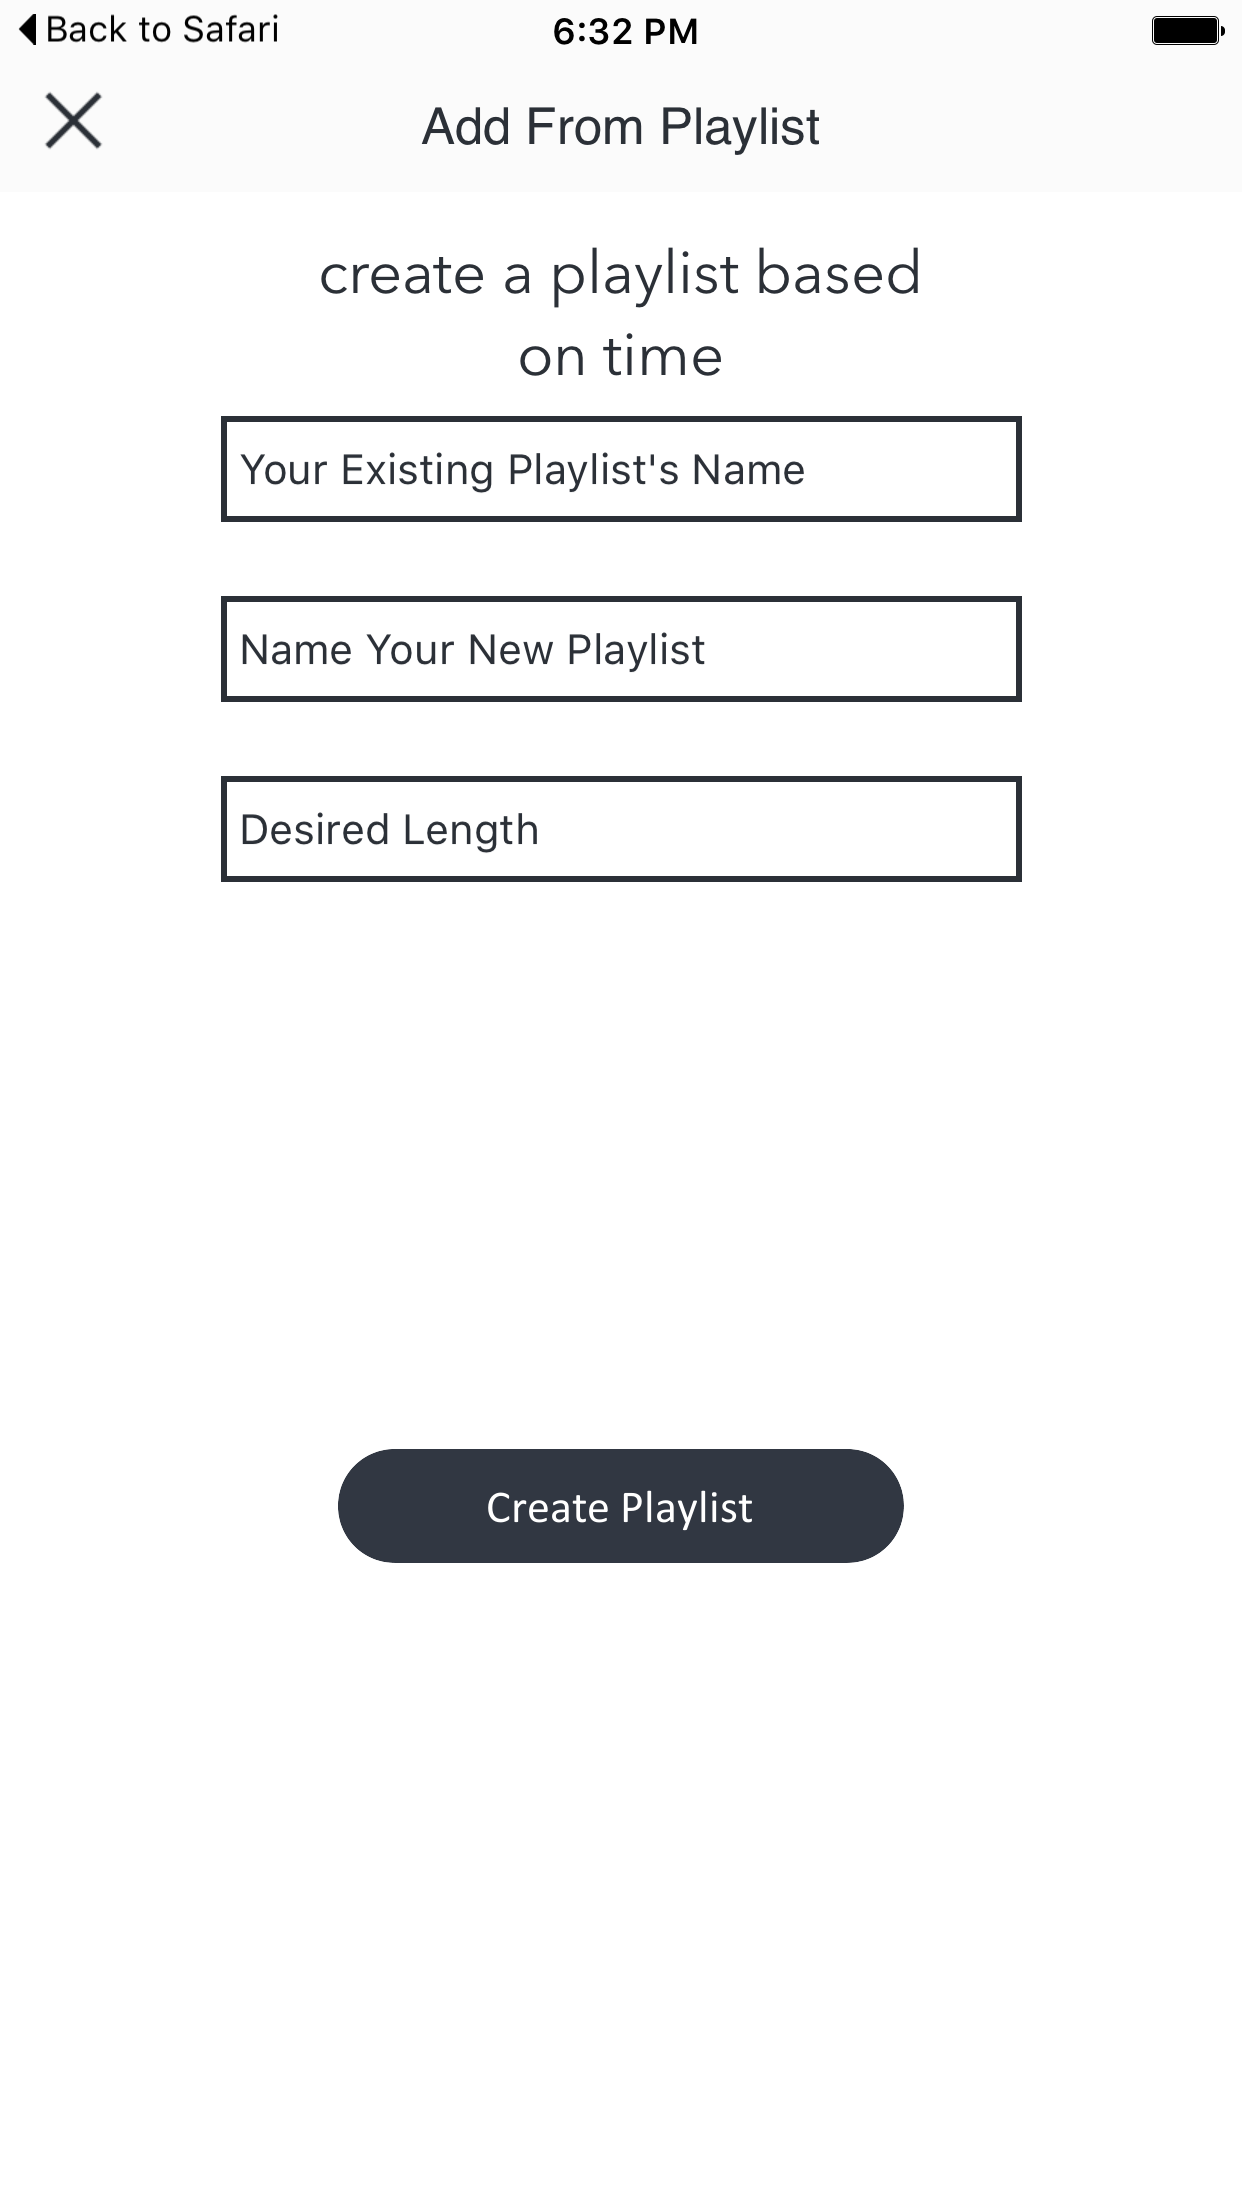 Back to Safari
6:32 PM
Add From Playlist
create a playlist based
on time
Your Existing Playlist's Name
Name Your New Playlist
Desired Length
Create Playlist